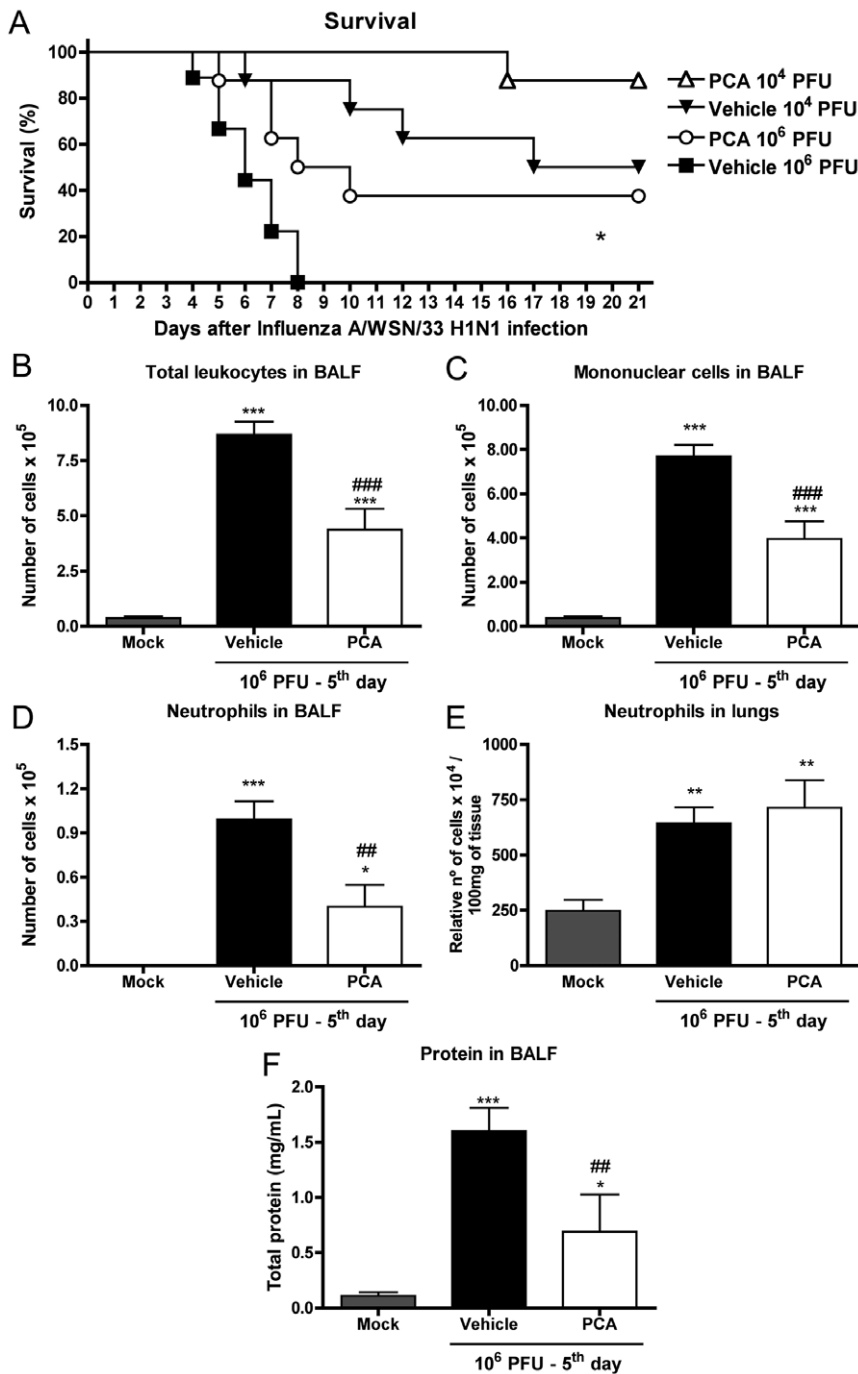 A
Survival
Survival (%)
100
80
60
40
20
0
*
0 1 2 3 4 5 6 7 8 9 10 11 12 13 14 15 16 17 18 19 20 21
Days after Influenza A/WSN/33 H1N1 infection
PCA 10⁴ PFU
Vehicle 10⁴ PFU
PCA 10⁶ PFU
Vehicle 10⁶ PFU
B
Total leukocytes in BALF
Number of cells x 10⁵
10.0
7.5
5.0
2.5
0.0
***
###
***
Mock Vehicle PCA
10⁶ PFU - 5ᵗʰ day
C
Mononuclear cells in BALF
Number of cells x 10⁵
10.00
8.00
6.00
4.00
2.00
0.00
***
###
***
Mock Vehicle PCA
10⁶ PFU - 5ᵗʰ day
D
Neutrophils in BALF
Number of cells x 10⁵
1.5
1.2
0.9
0.6
0.3
0.0
***
##
*
Mock Vehicle PCA
10⁶ PFU - 5ᵗʰ day
E
Neutrophils in lungs
Relative nº of cells x 10⁴ /
100mg of tissue
1000
750
500
250
0
**
**
Mock Vehicle PCA
10⁶ PFU - 5ᵗʰ day
F
Protein in BALF
Total protein (mg/mL)
2.0
1.5
1.0
0.5
0.0
***
##
*
Mock Vehicle PCA
10⁶ PFU - 5ᵗʰ day